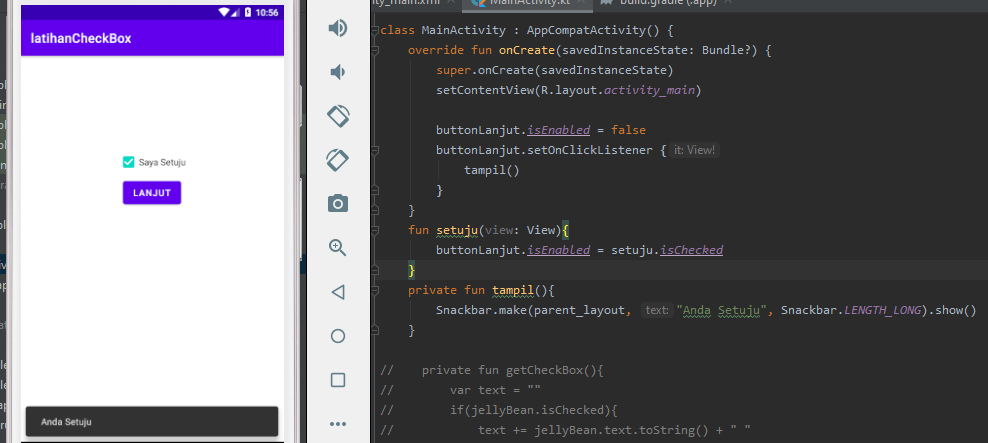 10:56
latihanCheckBox
Saya Setuju
LANJUT
Anda Setuju
MainActivity.kt
build.gradle (:app)
class MainActivity : AppCompatActivity() {
override fun onCreate(savedInstanceState: Bundle?) {
super.onCreate(savedInstanceState)
setContentView(R.layout.activity_main)
buttonLanjut.isEnabled = false
buttonLanjut.setOnClickListener { it: View!
tampil()
}
}
fun setuju(view: View){
buttonLanjut.isEnabled = setuju.isChecked
}
private fun tampil(){
Snackbar.make(parent_layout, text: "Anda Setuju", Snackbar.LENGTH_LONG).show()
}
// private fun getCheckBox(){
// var text = ""
// if(jellyBean.isChecked){
// text += jellyBean.text.toString() + " "